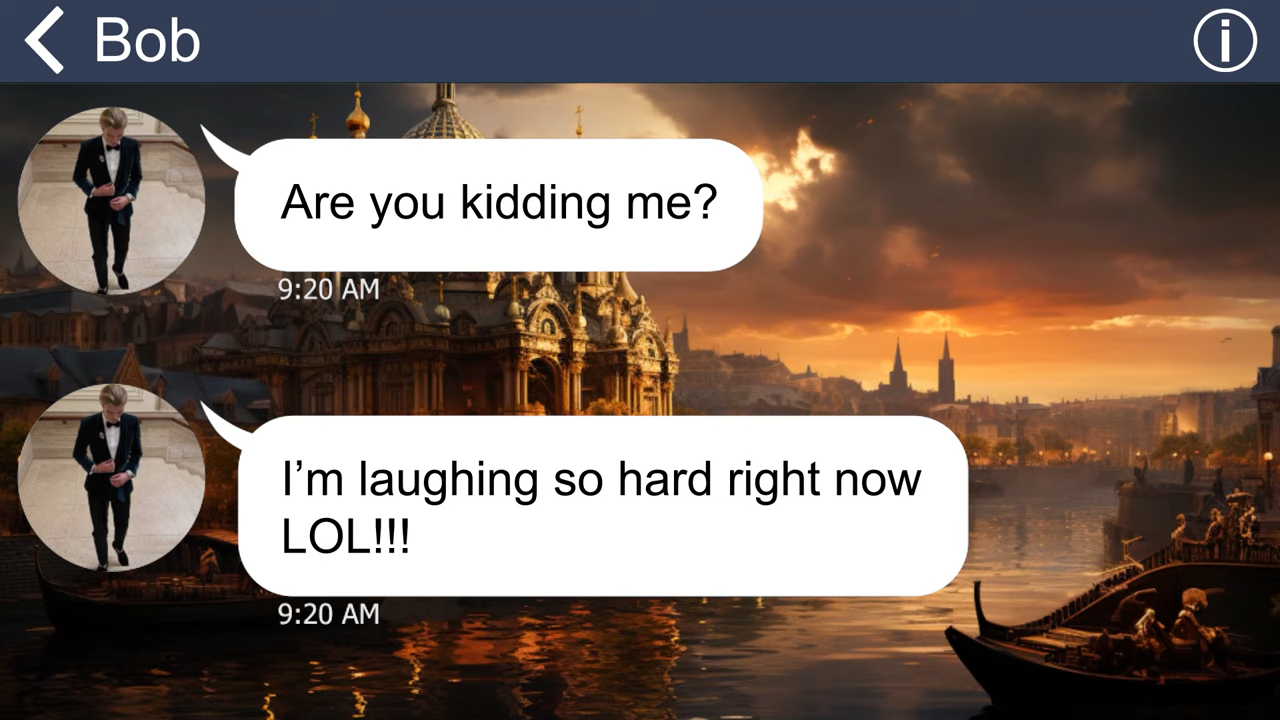 Bob
Are you kidding me?
9:20 AM
I’m laughing so hard right now
LOL!!!
9:20 AM